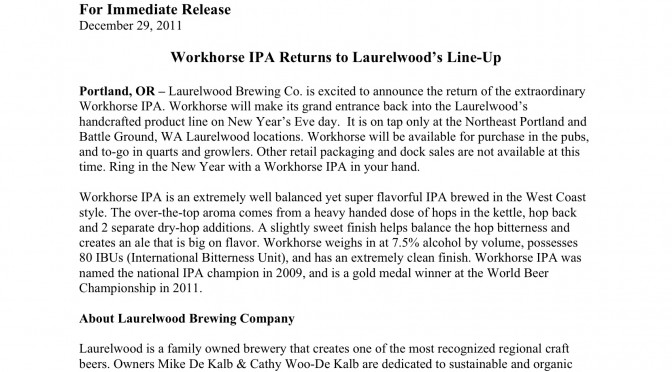 For Immediate Release
December 29, 2011
Workhorse IPA Returns to Laurelwood’s Line-Up
Portland, OR – Laurelwood Brewing Co. is excited to announce the return of the extraordinary
Workhorse IPA. Workhorse will make its grand entrance back into the Laurelwood’s
handcrafted product line on New Year’s Eve day.  It is on tap only at the Northeast Portland and
Battle Ground, WA Laurelwood locations. Workhorse will be available for purchase in the pubs,
and to-go in quarts and growlers. Other retail packaging and dock sales are not available at this
time. Ring in the New Year with a Workhorse IPA in your hand.
Workhorse IPA is an extremely well balanced yet super flavorful IPA brewed in the West Coast
style. The over-the-top aroma comes from a heavy handed dose of hops in the kettle, hop back
and 2 separate dry-hop additions. A slightly sweet finish helps balance the hop bitterness and
creates an ale that is big on flavor. Workhorse weighs in at 7.5% alcohol by volume, possesses
80 IBUs (International Bitterness Unit), and has an extremely clean finish. Workhorse IPA was
named the national IPA champion in 2009, and is a gold medal winner at the World Beer
Championship in 2011.
About Laurelwood Brewing Company
Laurelwood is a family owned brewery that creates one of the most recognized regional craft
beers. Owners Mike De Kalb & Cathy Woo-De Kalb are dedicated to sustainable and organic